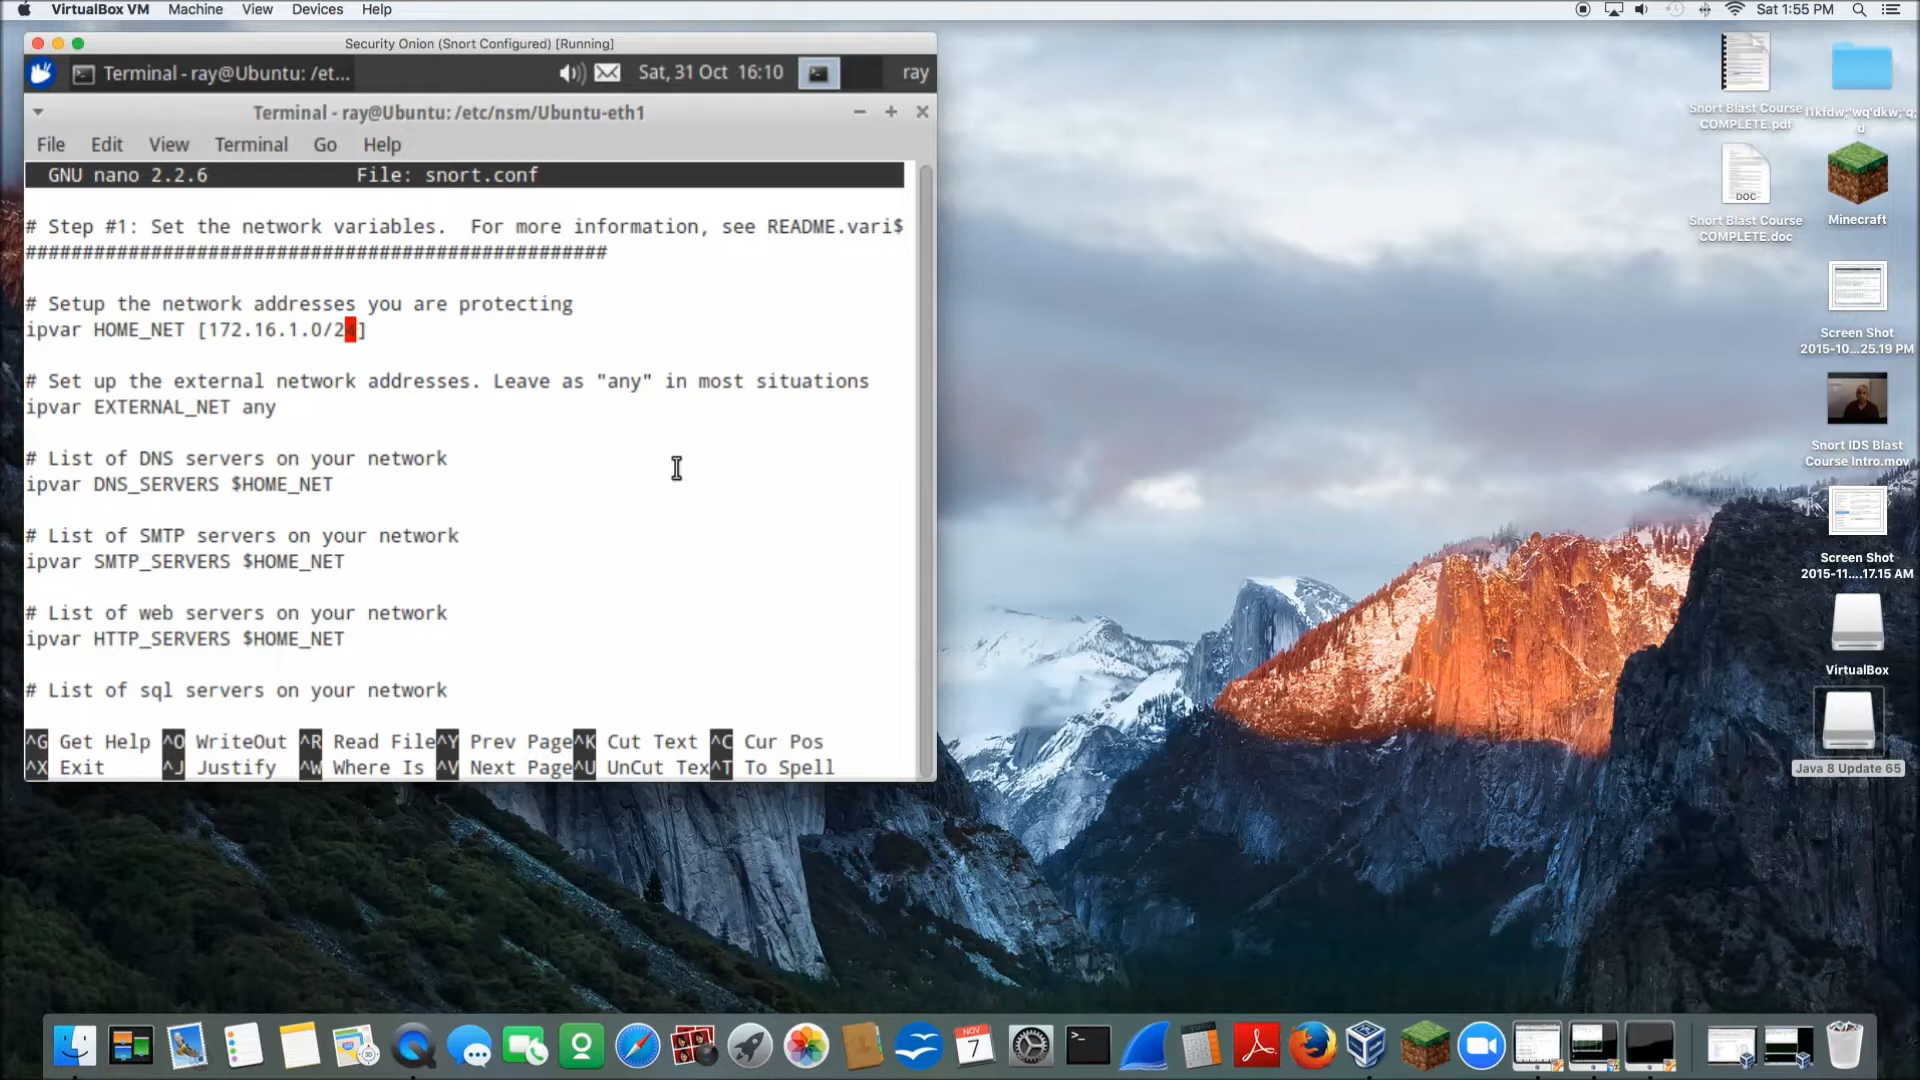 VirtualBox VM Machine View Devices Help
Sat 1:55 PM
Security Onion (Snort Configured) [Running]
Terminal - ray@Ubuntu: /et...
Sat, 31 Oct 16:10
ray
Terminal - ray@Ubuntu: /etc/nsm/Ubuntu-eth1
File Edit View Terminal Go Help
GNU nano 2.2.6 File: snort.conf
# Step #1: Set the network variables. For more information, see README.vari$
###################################################
# Setup the network addresses you are protecting
ipvar HOME_NET [172.16.1.0/24]
# Set up the external network addresses. Leave as "any" in most situations
ipvar EXTERNAL_NET any
# List of DNS servers on your network
ipvar DNS_SERVERS $HOME_NET
# List of SMTP servers on your network
ipvar SMTP_SERVERS $HOME_NET
# List of web servers on your network
ipvar HTTP_SERVERS $HOME_NET
# List of sql servers on your network
^G Get Help ^O WriteOut ^R Read File ^Y Prev Page ^K Cut Text ^C Cur Pos
^X Exit ^J Justify ^W Where Is ^V Next Page ^U UnCut Tex ^T To Spell
Snort Blast Course
COMPLETE.pdf
l1kfdw;'wq'dkw;'q;
d
DOC
Snort Blast Course
COMPLETE.doc
Minecraft
Screen Shot
2015-10...25.19 PM
Snort IDS Blast
Course Intro.mov
Screen Shot
2015-11....17.15 AM
VirtualBox
Java 8 Update 65
NOV
7